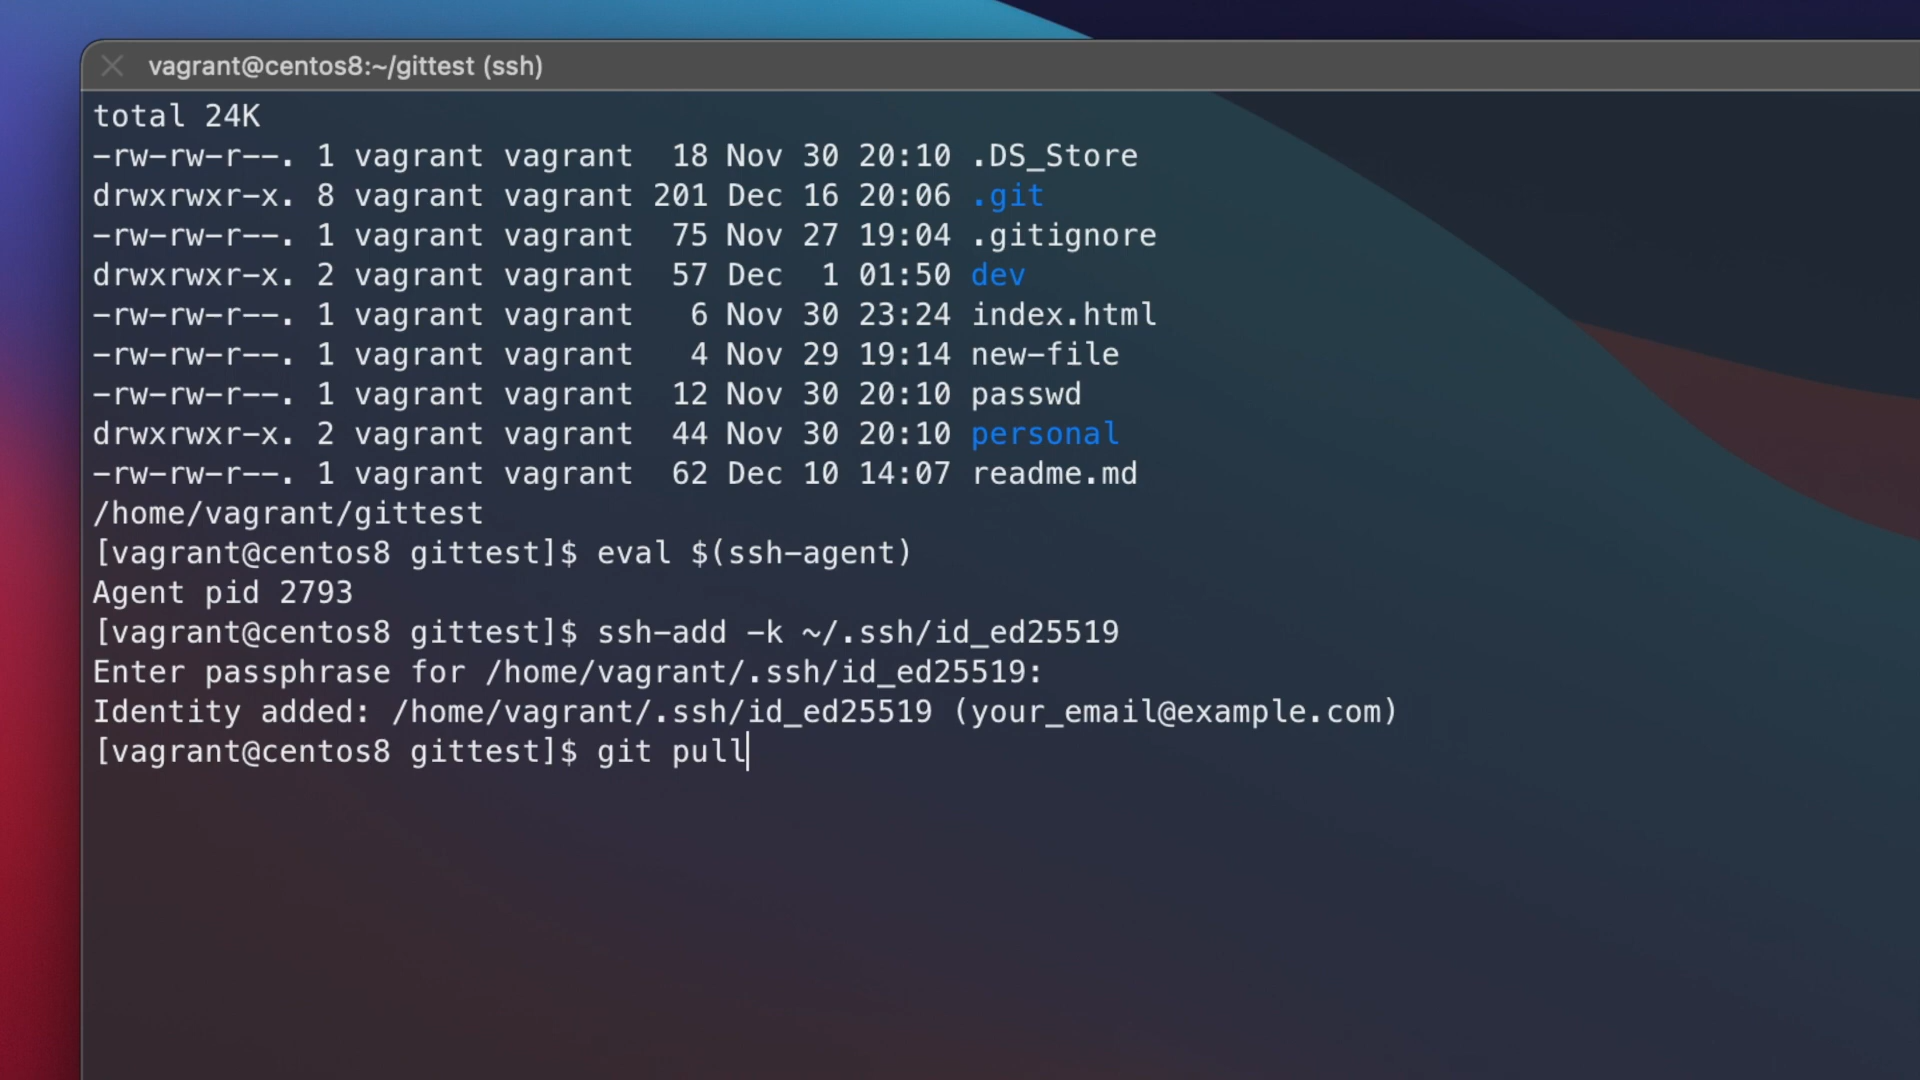 vagrant@centos8:~/gittest (ssh)
total 24K
-rw-rw-r--. 1 vagrant vagrant  18 Nov 30 20:10 .DS_Store
drwxrwxr-x. 8 vagrant vagrant 201 Dec 16 20:06 .git
-rw-rw-r--. 1 vagrant vagrant  75 Nov 27 19:04 .gitignore
drwxrwxr-x. 2 vagrant vagrant  57 Dec  1 01:50 dev
-rw-rw-r--. 1 vagrant vagrant   6 Nov 30 23:24 index.html
-rw-rw-r--. 1 vagrant vagrant   4 Nov 29 19:14 new-file
-rw-rw-r--. 1 vagrant vagrant  12 Nov 30 20:10 passwd
drwxrwxr-x. 2 vagrant vagrant  44 Nov 30 20:10 personal
-rw-rw-r--. 1 vagrant vagrant  62 Dec 10 14:07 readme.md
/home/vagrant/gittest
[vagrant@centos8 gittest]$ eval $(ssh-agent)
Agent pid 2793
[vagrant@centos8 gittest]$ ssh-add -k ~/.ssh/id_ed25519
Enter passphrase for /home/vagrant/.ssh/id_ed25519:
Identity added: /home/vagrant/.ssh/id_ed25519 (your_email@example.com)
[vagrant@centos8 gittest]$ git pull